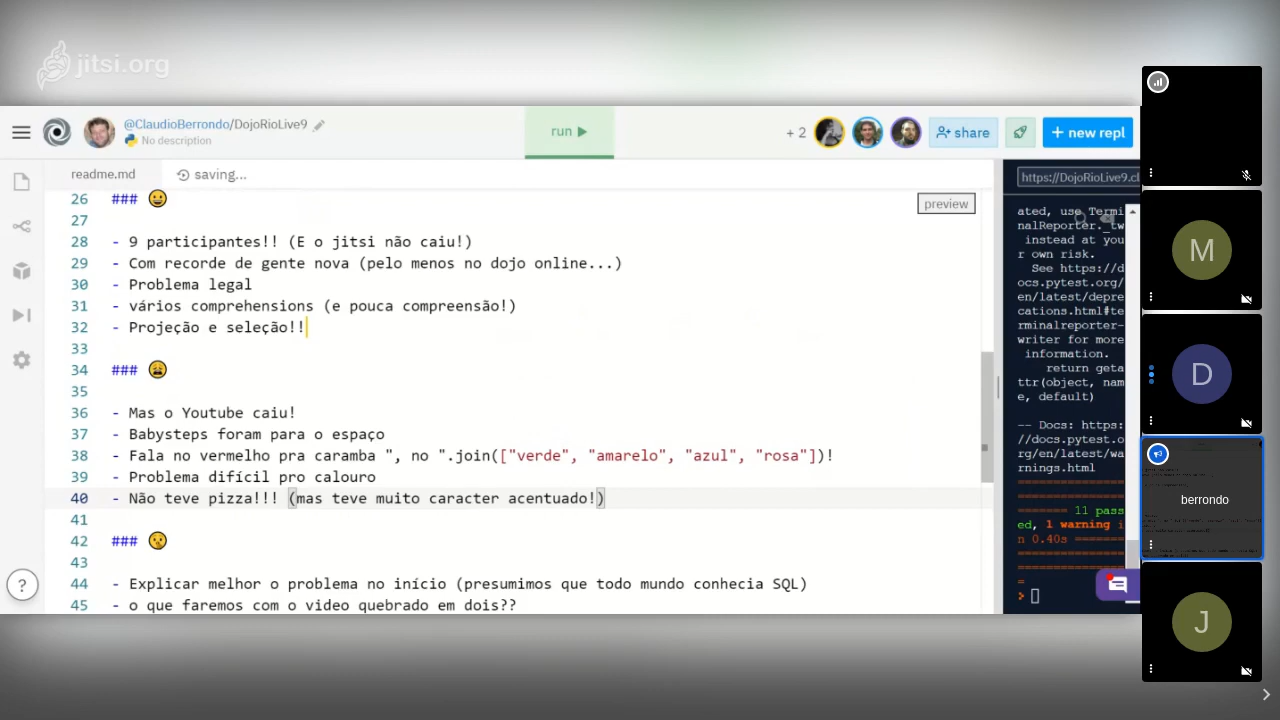 jitsi.org
@ClaudioBerrondo/DojoRioLive9
No description
run
+ 2
share
+ new repl
readme.md
saving...
https://DojoRioLive9.cl
preview
26 ### 😀
27
28 - 9 participantes!! (E o jitsi não caiu!)
29 - Com recorde de gente nova (pelo menos no dojo online...)
30 - Problema legal
31 - vários comprehensions (e pouca compreensão!)
32 - Projeção e seleção!!
33
34 ### 😩
35
36 - Mas o Youtube caiu!
37 - Babysteps foram para o espaço
38 - Fala no vermelho pra caramba ", no ".join(["verde", "amarelo", "azul", "rosa"])!
39 - Problema difícil pro calouro
40 - Não teve pizza!!! (mas teve muito caracter acentuado!)
41
42 ### 🤫
43
44 - Explicar melhor o problema no início (presumimos que todo mundo conhecia SQL)
45 - o que faremos com o video quebrado em dois??
ated, use Termi
nalReporter._tw
instead at you
r own risk.
See https://d
ocs.pytest.org/
en/latest/depre
cations.html#te
rminalreporter-
writer for more
information.
return geta
ttr(object, nam
e, default)
-- Docs: https:
//docs.pytest.o
rg/en/latest/wa
rnings.html
======= 11 pass
ed, 1 warning i
n 0.40s =======
=
?
M
D
berrondo
J